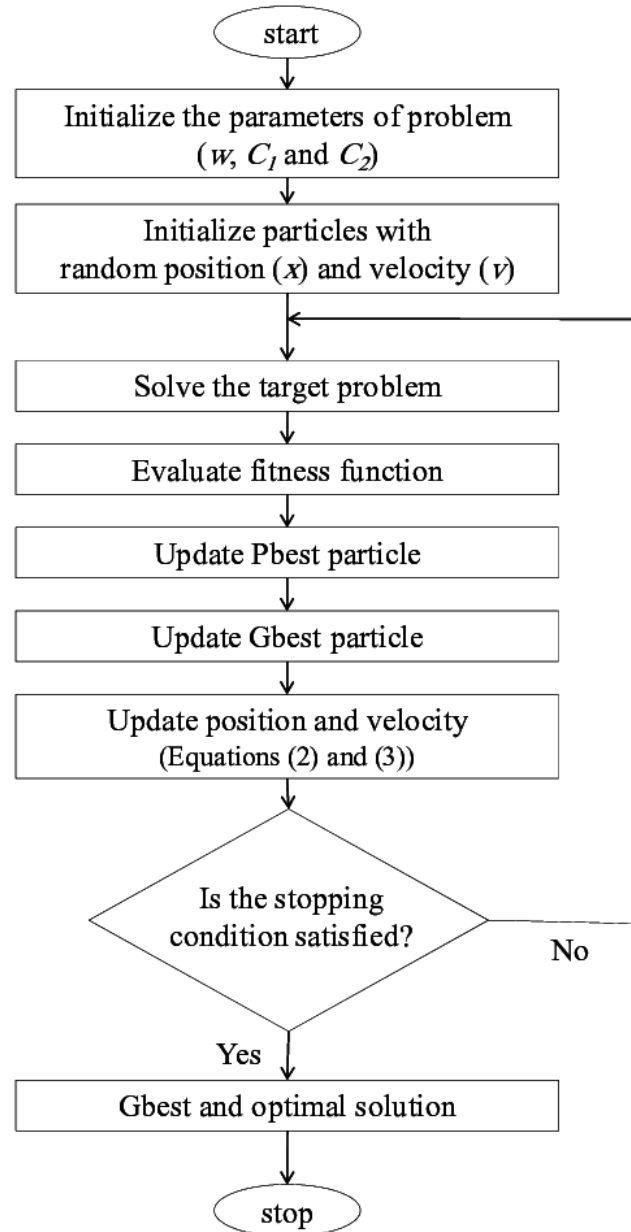 start
Initialize the parameters of problem
(w, C₁ and C₂)
Initialize particles with
random position (x) and velocity (v)
Solve the target problem
Evaluate fitness function
Update Pbest particle
Update Gbest particle
Update position and velocity
(Equations (2) and (3))
Is the stopping
condition satisfied?
No
Yes
Gbest and optimal solution
stop